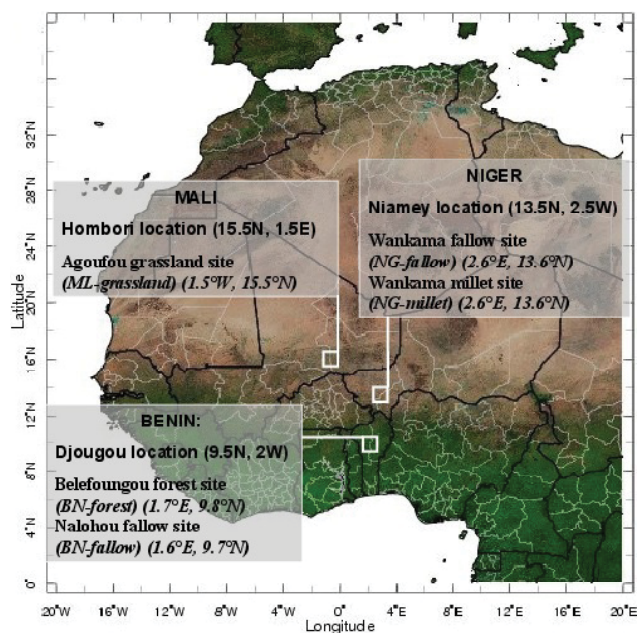 MALI
Hombori location (15.5N, 1.5E)
Agoufou grassland site
(ML-grassland) (1.5°W, 15.5°N)
NIGER
Niamey location (13.5N, 2.5W)
Wankama fallow site
(NG-fallow) (2.6°E, 13.6°N)
Wankama millet site
(NG-millet) (2.6°E, 13.6°N)
BENIN:
Djougou location (9.5N, 2W)
Belefoungou forest site
(BN-forest) (1.7°E, 9.8°N)
Nalohou fallow site
(BN-fallow) (1.6°E, 9.7°N)
Latitude
32°N
28°N
24°N
20°N
16°N
12°N
8°N
4°N
0°
20°W 16°W 12°W 8°W 4°W 0° 4°E 8°E 12°E 16°E 20°E
Longitude